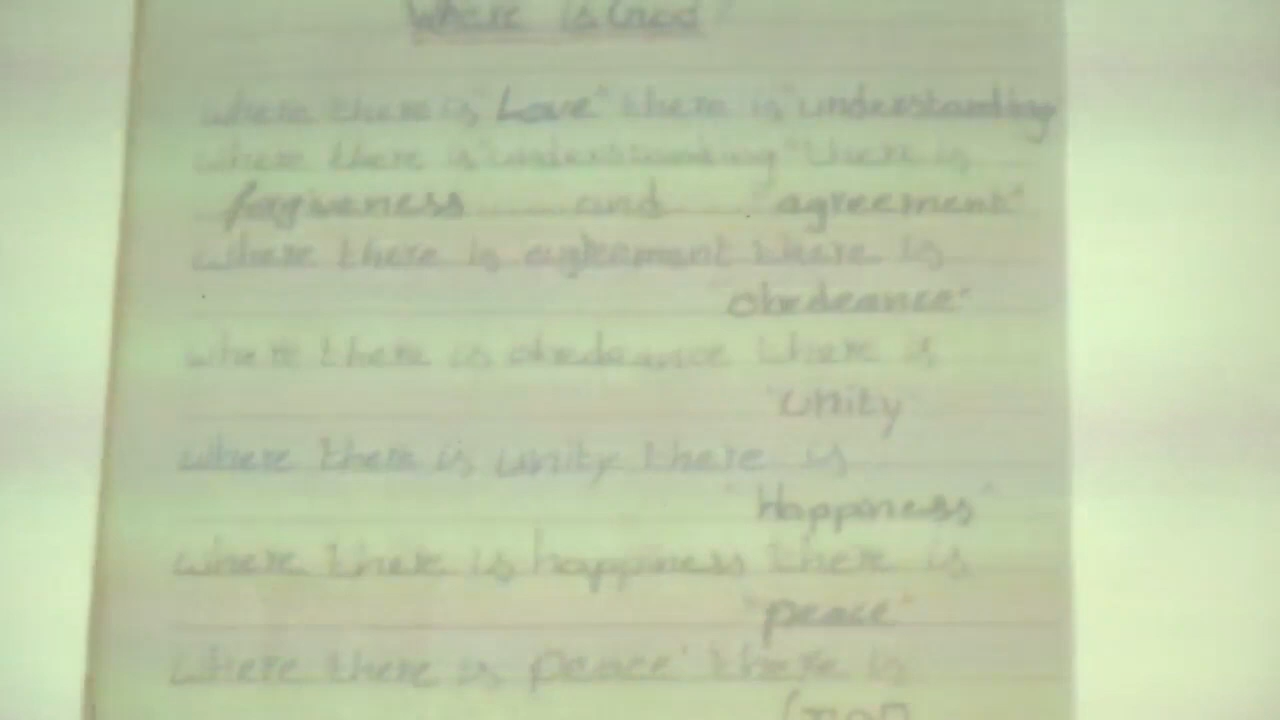 Where is God?
where there is "Love" there is "understanding
where there is "understanding" there is
forgiveness and "agreement"
where there is agreement there is
"obedeance"
where there is obedeance there is
"Unity
where there is unity there is
"Happiness"
where there is happiness there is
"peace"
where there is peace' there is